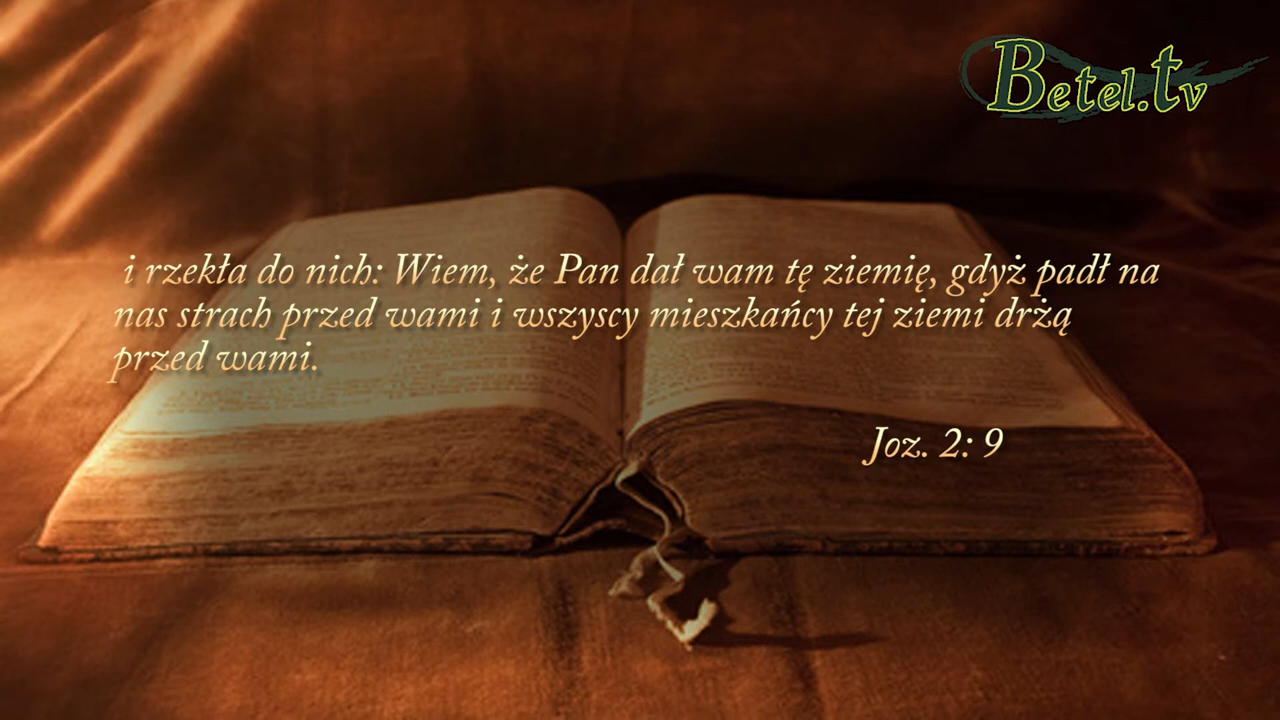 Betel.tv
i rzekła do nich: Wiem, że Pan dał wam tę ziemię, gdyż padł na
nas strach przed wami i wszyscy mieszkańcy tej ziemi drżą
przed wami.
Joz. 2: 9